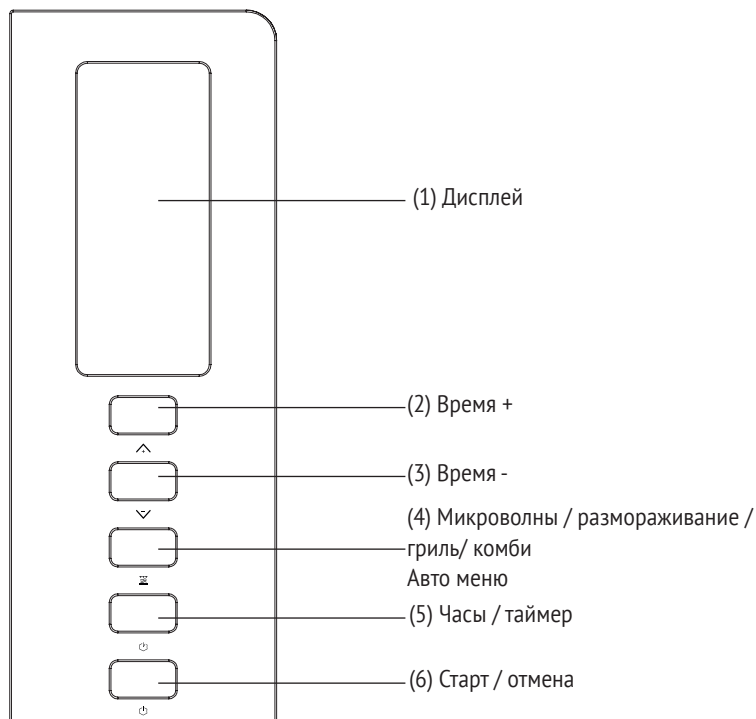 (1) Дисплей
(2) Время +
(3) Время -
(4) Микроволны / размораживание /
гриль/ комби
Авто меню
(5) Часы / таймер
(6) Старт / отмена